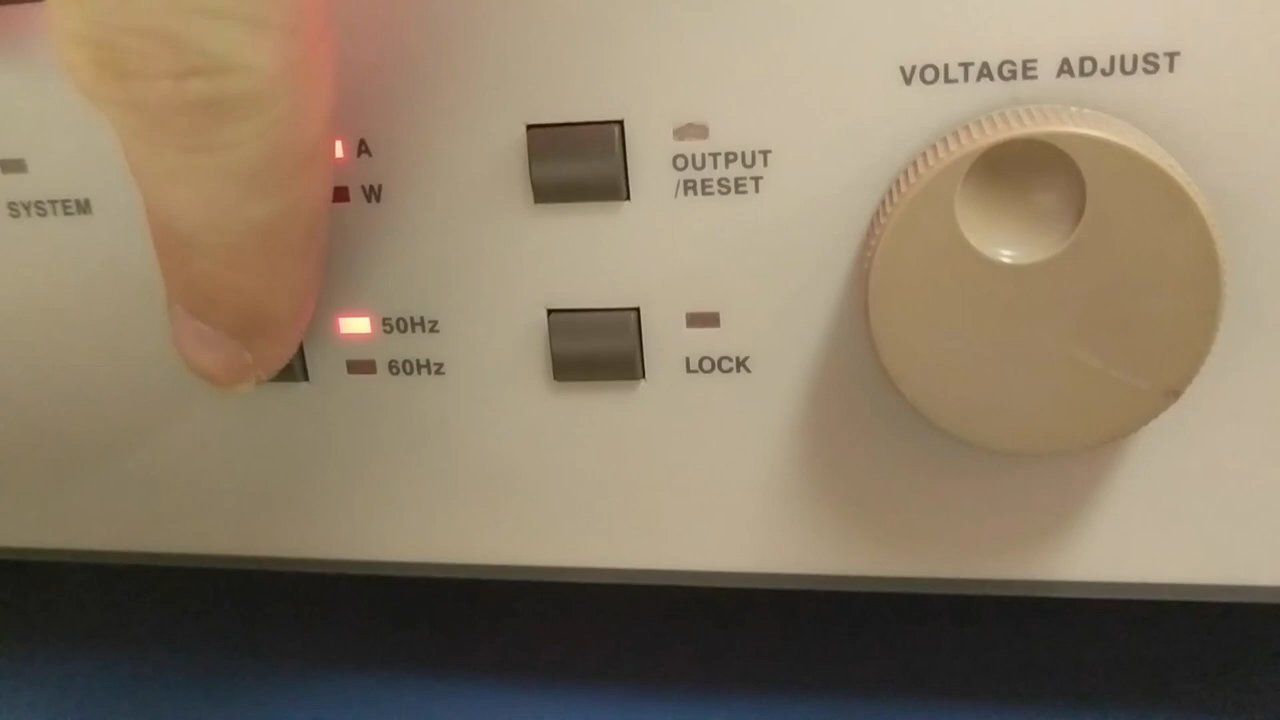 VOLTAGE ADJUST
A
W
OUTPUT
/RESET
SYSTEM
50Hz
60Hz
LOCK